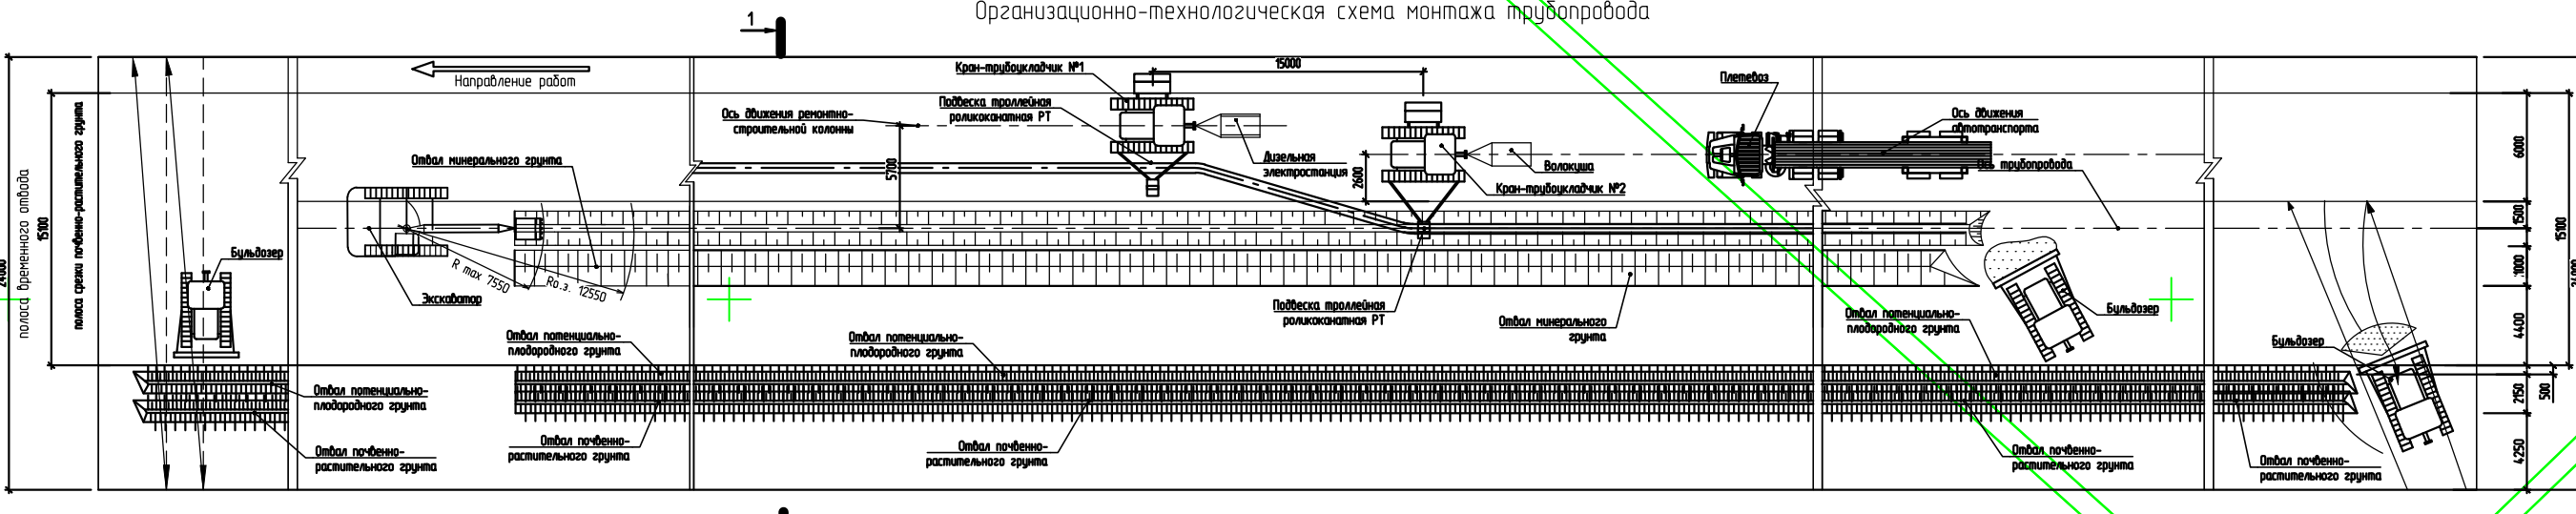 Организационно-технологическая схема монтажа трубопровода
1
Направление работ
Кран-трубоукладчик №1
15000
Плетевоз
Подвеска троллейная
роликоканатная РТ
Ось движения ремонтно-
строительной колонны
Ось движения
автотранспорта
6000
Отвал минерального грунта
5700
Дизельная
электростанция
2600
Волокуша
Кран-трубоукладчик №2
Ось трубопровода
полоса временного отвода
15100
полоса срезки почвенно-растительного грунта
24000
1500
15100
1000
24000
Бульдозер
R max 7550
Rо.з. 12550
Экскаватор
Подвеска троллейная
роликоканатная РТ
Отвал минерального
грунта
Отвал потенциально-
плодородного грунта
Бульдозер
4400
Отвал потенциально-
плодородного грунта
Отвал потенциально-
плодородного грунта
Бульдозер
Отвал потенциально-
плодородного грунта
2150
500
Отвал почвенно-
растительного грунта
Отвал почвенно-
растительного грунта
Отвал почвенно-
растительного грунта
Отвал почвенно-
растительного грунта
Отвал почвенно-
растительного грунта
4250